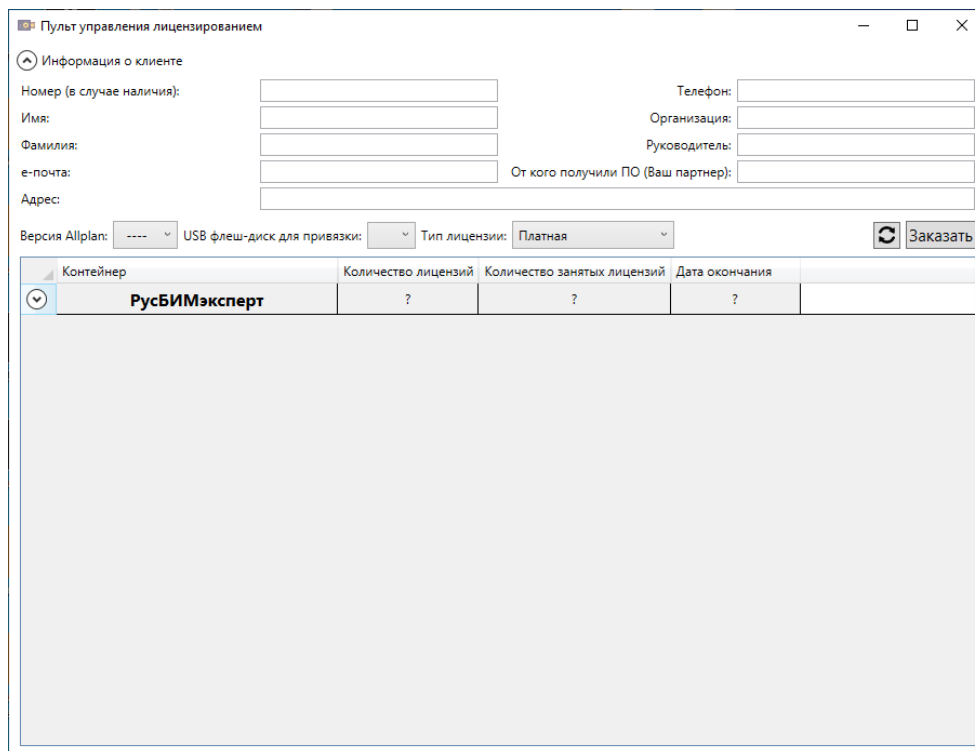 Пульт управления лицензированием
Информация о клиенте
Номер (в случае наличия): Телефон:
Имя: Организация:
Фамилия: Руководитель:
е-почта: От кого получили ПО (Ваш партнер):
Адрес:
Версия Allplan: ---- USB флеш-диск для привязки: Тип лицензии: Платная Заказать
Контейнер Количество лицензий Количество занятых лицензий Дата окончания
РусБИМэксперт ? ? ?